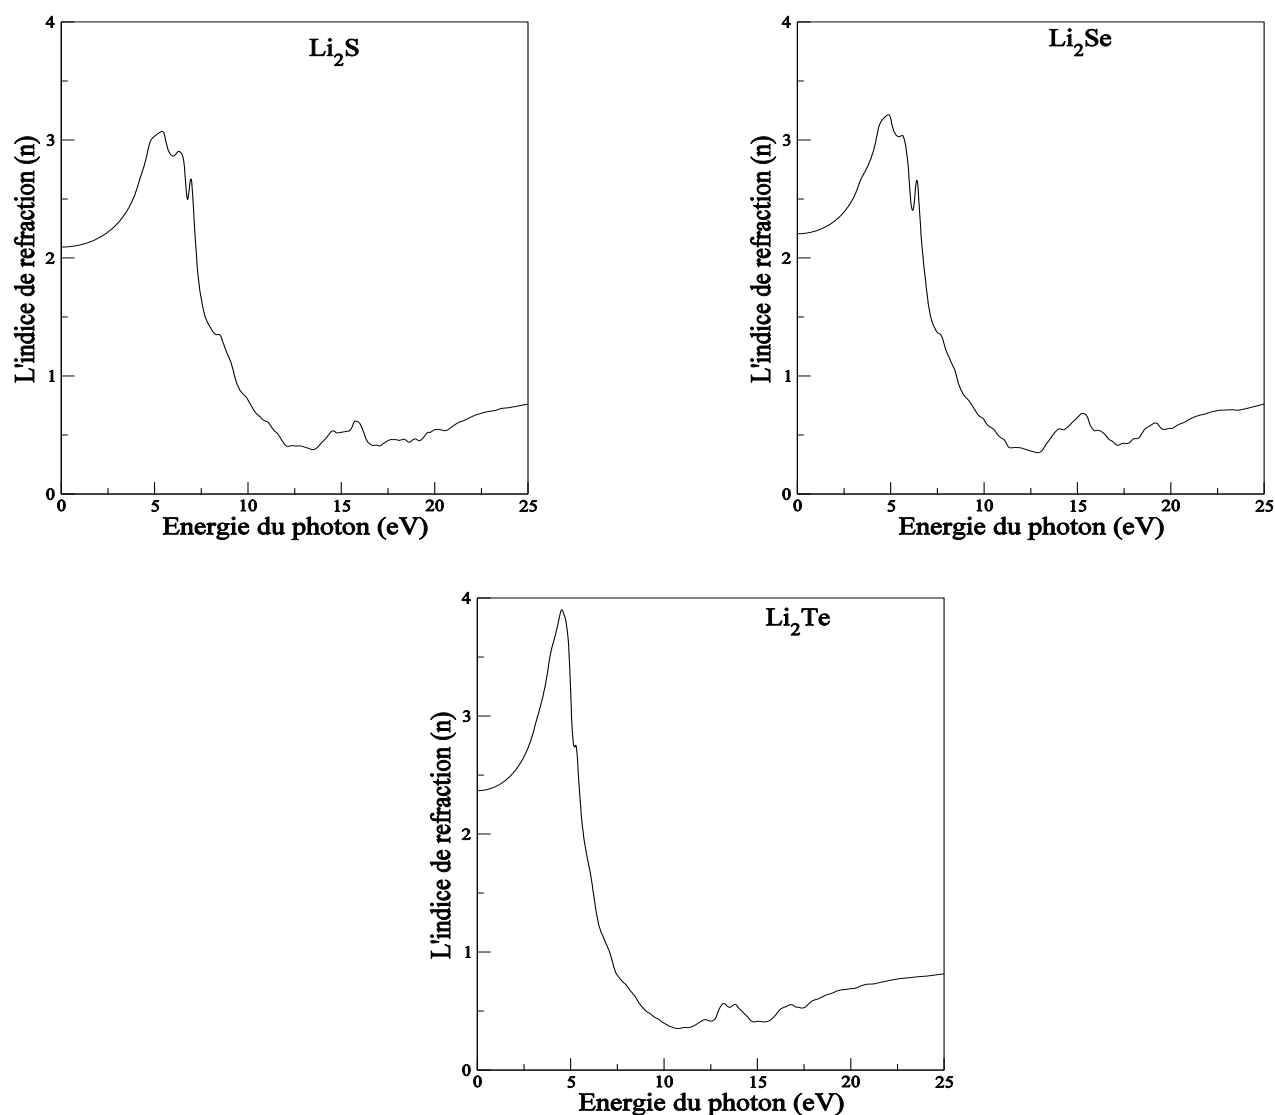 Li2S
L'indice de refraction (n)
4
3
2
1
0
0 5 10 15 20 25
Energie du photon (eV)
Li2Se
L'indice de refraction (n)
4
3
2
1
0
0 5 10 15 20 25
Energie du photon (eV)
Li2Te
L'indice de refraction (n)
4
3
2
1
0
0 5 10 15 20 25
Energie du photon (eV)